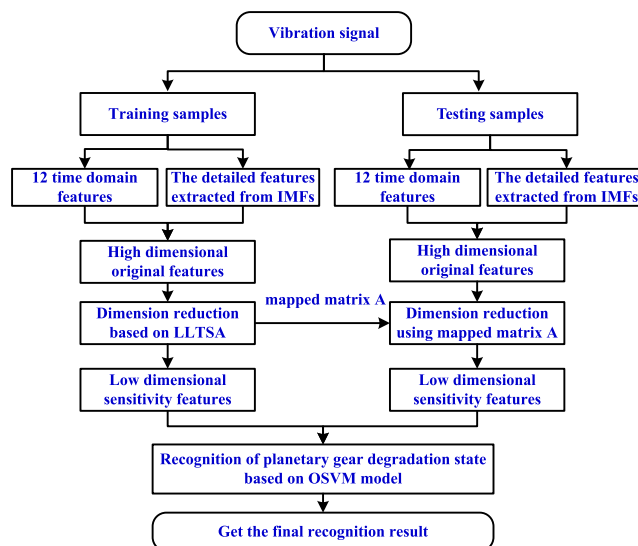 Vibration signal
Training samples
Testing samples
12 time domain
features
The detailed features
extracted from IMFs
12 time domain
features
The detailed features
extracted from IMFs
High dimensional
original features
High dimensional
original features
Dimension reduction
based on LLTSA
mapped matrix A
Dimension reduction
using mapped matrix A
Low dimensional
sensitivity features
Low dimensional
sensitivity features
Recognition of planetary gear degradation state
based on OSVM model
Get the final recognition result